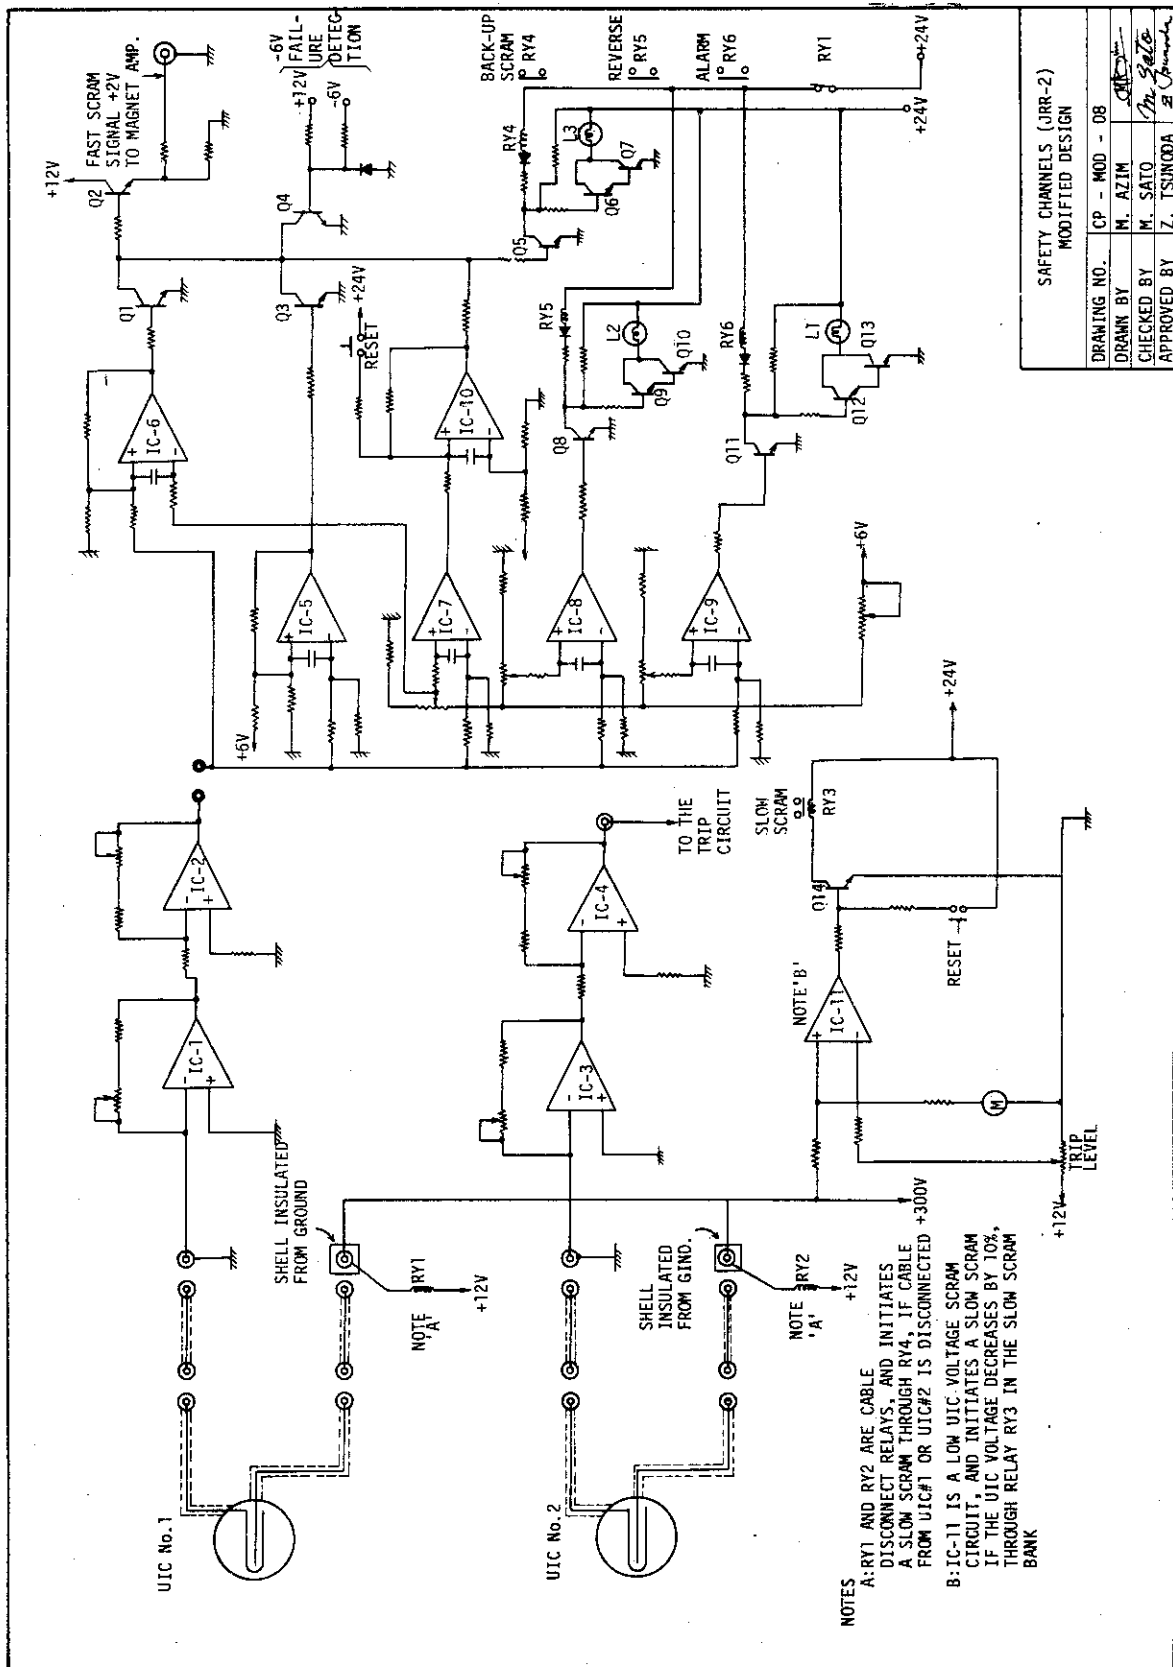 UIC No.1
SHELL INSULATED
FROM GROUND
NOTE
'A'
RY1
+12V
IC-1
IC-2
+6V
IC-6
Q1
+12V
Q2
FAST SCRAM
SIGNAL +2V
TO MAGNET AMP.
IC-5
Q3
Q4
+12V
-6V
-6V
FAIL-
URE
DETEC-
TION
RESET
+24V
IC-7
IC-10
Q5
RY4
L3
Q6
Q7
BACK-UP
SCRAM
RY4
IC-8
Q8
RY5
L2
Q9
Q10
REVERSE
RY5
IC-9
Q11
RY6
L1
Q12
Q13
ALARM
RY6
RY1
+24V
+24V
+6V
UIC No.2
SHELL
INSULATED
FROM GIND.
NOTE
'A'
RY2
+12V
IC-3
IC-4
TO THE
TRIP
CIRCUIT
+300V
NOTE'B'
IC-11
M
TRIP
LEVEL
+12V
Q14
RESET
SLOW
SCRAM
RY3
+24V
NOTES
A:RY1 AND RY2 ARE CABLE
DISCONNECT RELAYS, AND INITIATES
A SLOW SCRAM THROUGH RY4, IF CABLE
FROM UIC#1 OR UIC#2 IS DISCONNECTED
B:IC-11 IS A LOW UIC VOLTAGE SCRAM
CIRCUIT, AND INITIATES A SLOW SCRAM
IF THE UIC VOLTAGE DECREASES BY 10%,
THROUGH RELAY RY3 IN THE SLOW SCRAM
BANK
SAFETY CHANNELS (JRR-2)
MODIFIED DESIGN
DRAWING NO. CP - MOD - 08
DRAWN BY M. AZIM
CHECKED BY M. SATO M. Sato
APPROVED BY Z. TSUNODA